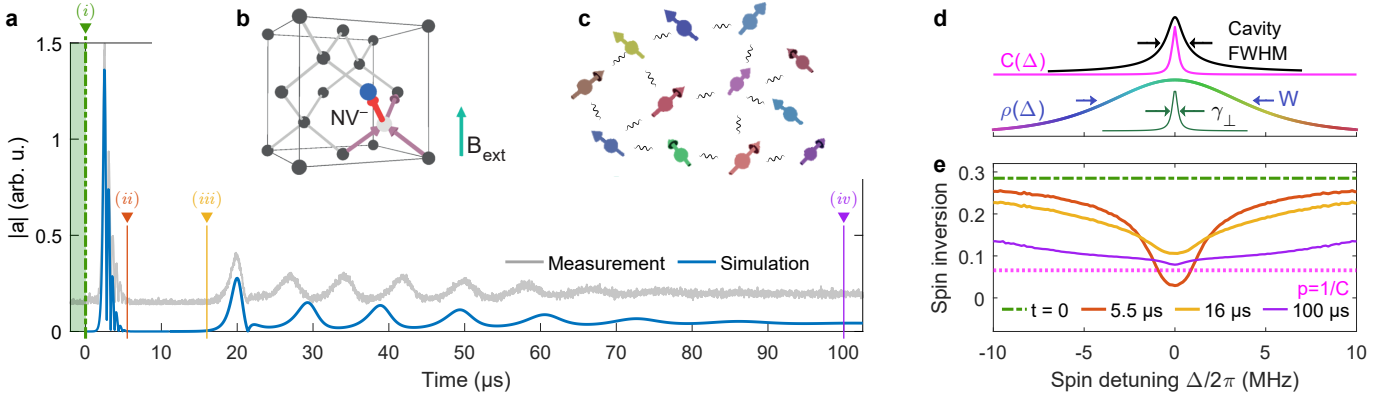 a
(i)
1.5
1
0.5
0
|a| (arb. u.)
(ii)
(iii)
(iv)
Measurement
Simulation
0
10
20
30
40
50
60
70
80
90
100
Time (µs)
b
NV⁻
B_ext
c
d
Cavity
FWHM
C(Δ)
ρ(Δ)
W
γ⊥
e
0.3
0.2
0.1
0
Spin inversion
p=1/C
t = 0
5.5 µs
16 µs
100 µs
-10
-5
0
5
10
Spin detuning Δ/2π (MHz)